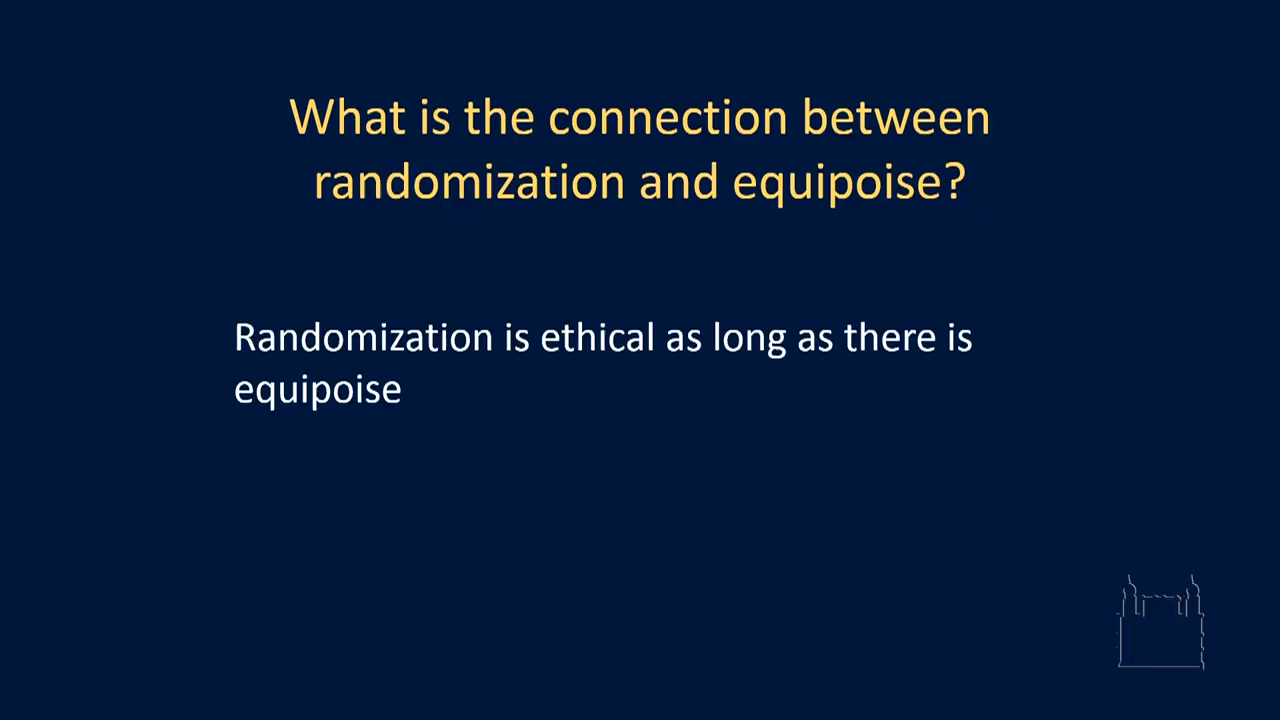 What is the connection between
randomization and equipoise?
Randomization is ethical as long as there is
equipoise